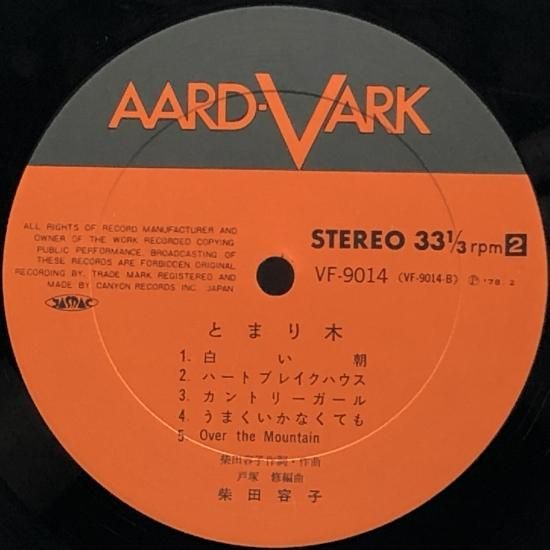 AARD-VARK
ALL RIGHTS OF RECORD MANUFACTURER AND
OWNER OF THE WORK RECORDED COPYING
PUBLIC PERFORMANCE, BROADCASTING OF
THESE RECORDS ARE FORBIDDEN, ORIGINAL
RECORDING BY, TRADE MARK REGISTERED AND
MADE BY CANYON RECORDS INC. JAPAN
JASRAC
STEREO 33 1/3 rpm 2
VF-9014 (VF-9014-B) Ⓟ '78. 2
とまり木
1. 白い朝
2. ハートブレイクハウス
3. カントリーガール
4. うまくいかなくても
5. Over the Mountain
柴田容子作詞・作曲
戸塚 修編曲
柴田容子